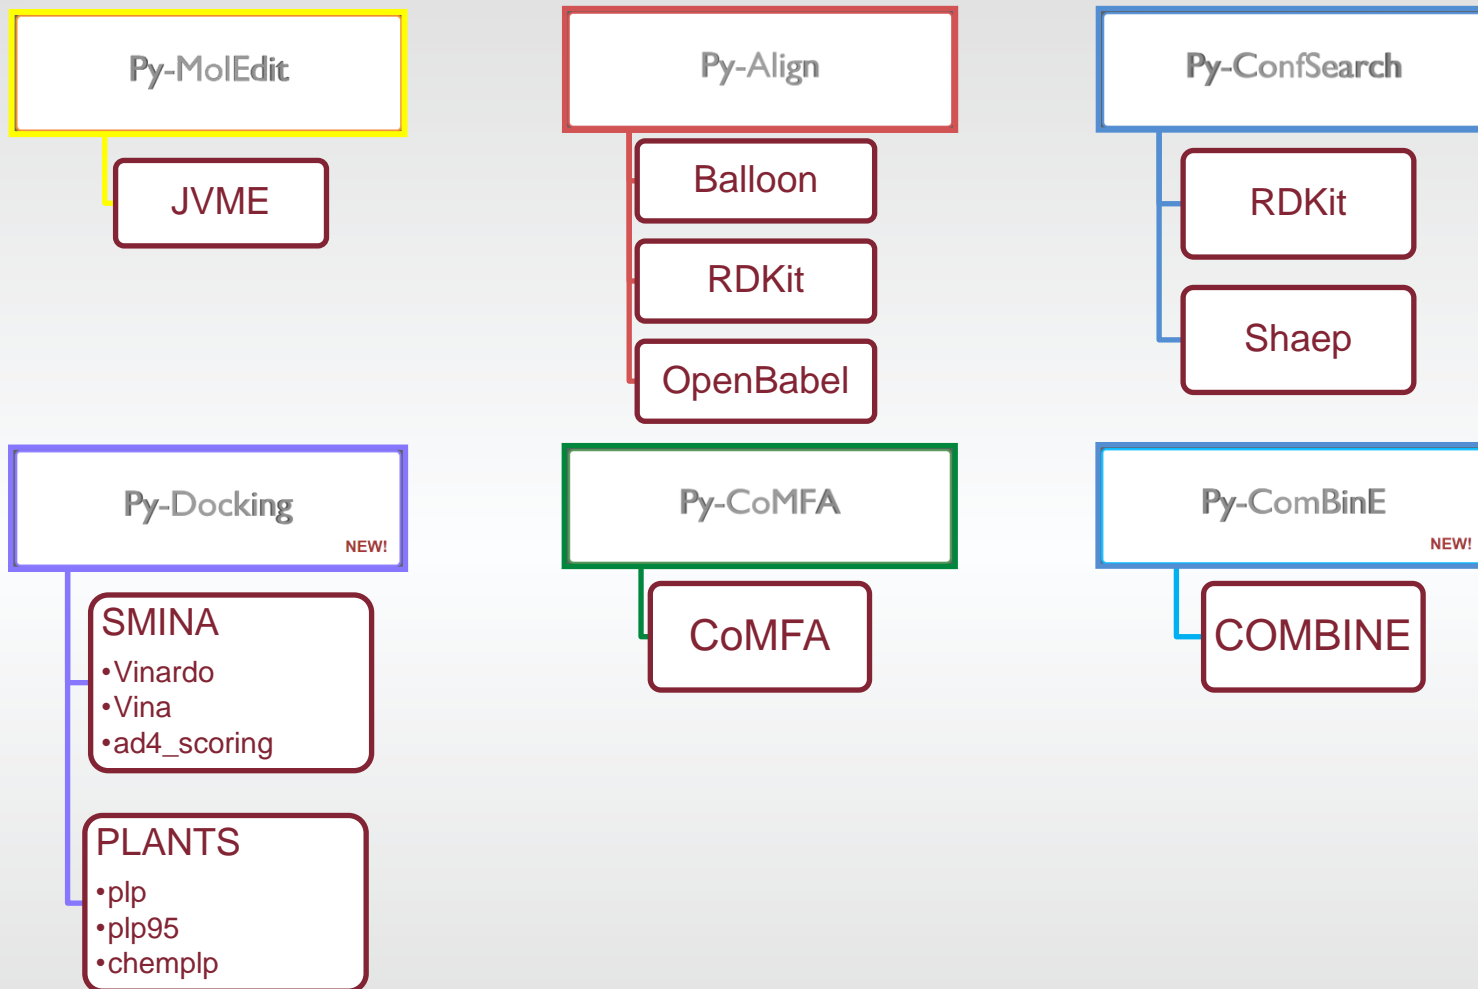 Py-MolEdit
JVME
Py-Align
Balloon
RDKit
OpenBabel
Py-ConfSearch
RDKit
Shaep
Py-Docking
NEW!
SMINA
•Vinardo
•Vina
•ad4_scoring
PLANTS
•plp
•plp95
•chemplp
Py-CoMFA
CoMFA
Py-ComBinE
NEW!
COMBINE